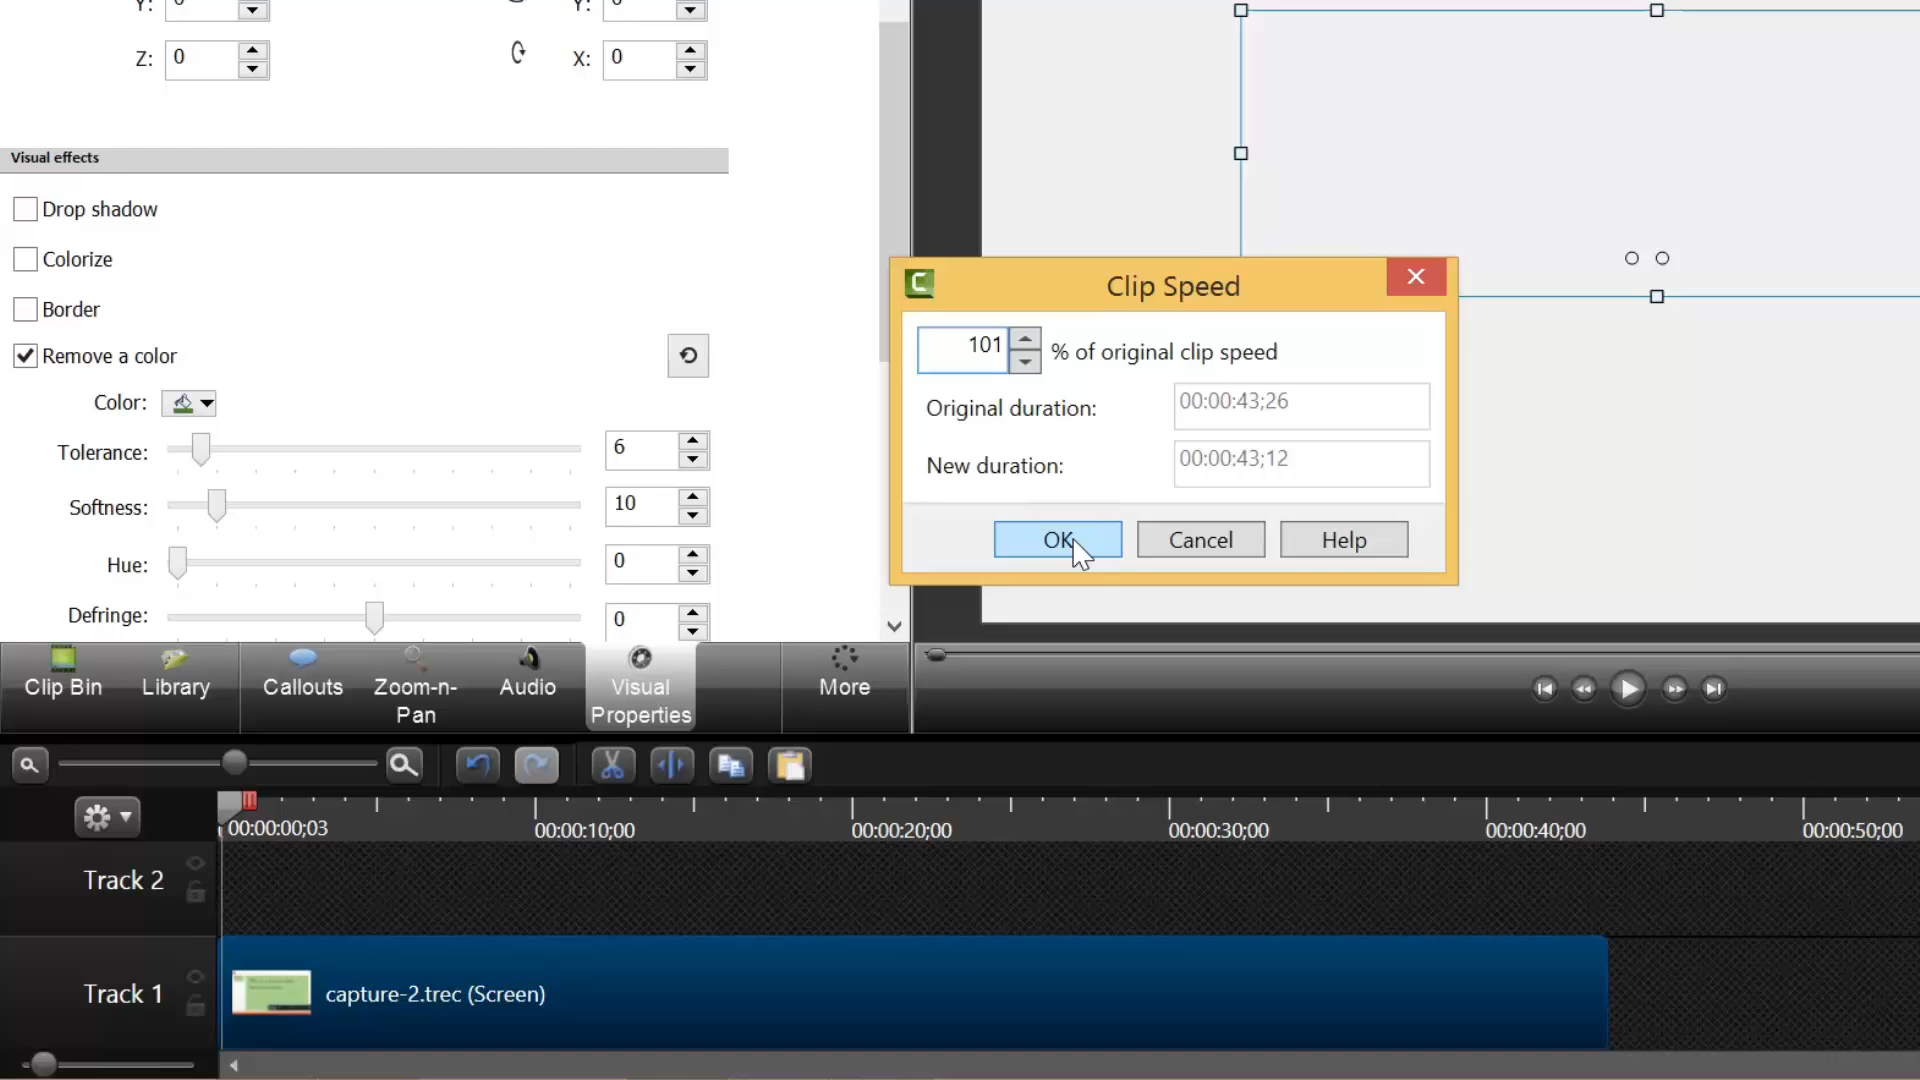 Y: 0 Y: 0
Z: 0 X: 0
Visual effects
Drop shadow
Colorize
Border
Remove a color
Color:
Tolerance: 6
Softness: 10
Hue: 0
Defringe: 0
Clip Speed
101 % of original clip speed
Original duration: 00:00:43;26
New duration: 00:00:43;12
OK Cancel Help
Clip Bin Library Callouts Zoom-n-Pan Audio Visual Properties More
00:00:00;03 00:00:10;00 00:00:20;00 00:00:30;00 00:00:40;00 00:00:50;00
Track 2
Track 1 capture-2.trec (Screen)